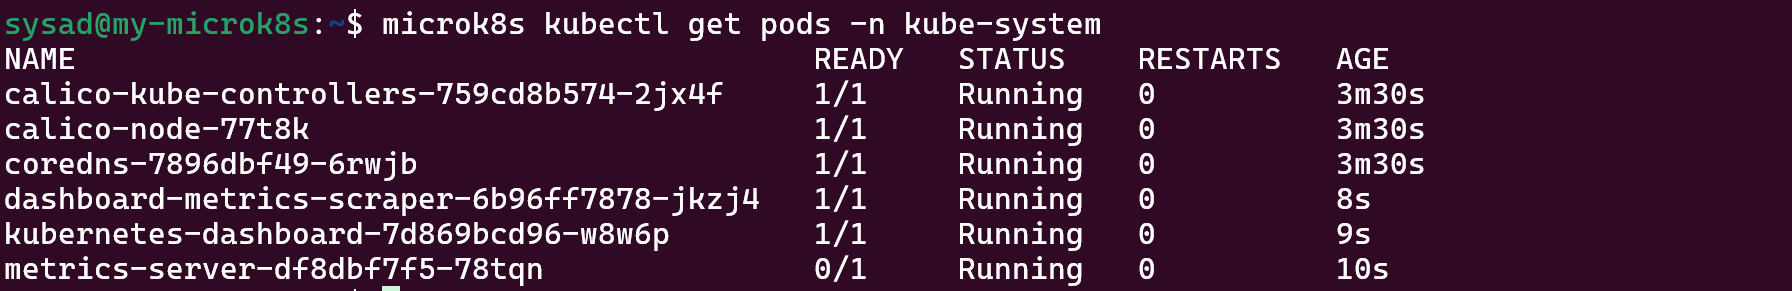 sysad@my-microk8s:~$ microk8s kubectl get pods -n kube-system
NAME READY STATUS RESTARTS AGE
calico-kube-controllers-759cd8b574-2jx4f 1/1 Running 0 3m30s
calico-node-77t8k 1/1 Running 0 3m30s
coredns-7896dbf49-6rwjb 1/1 Running 0 3m30s
dashboard-metrics-scraper-6b96ff7878-jkzj4 1/1 Running 0 8s
kubernetes-dashboard-7d869bcd96-w8w6p 1/1 Running 0 9s
metrics-server-df8dbf7f5-78tqn 0/1 Running 0 10s